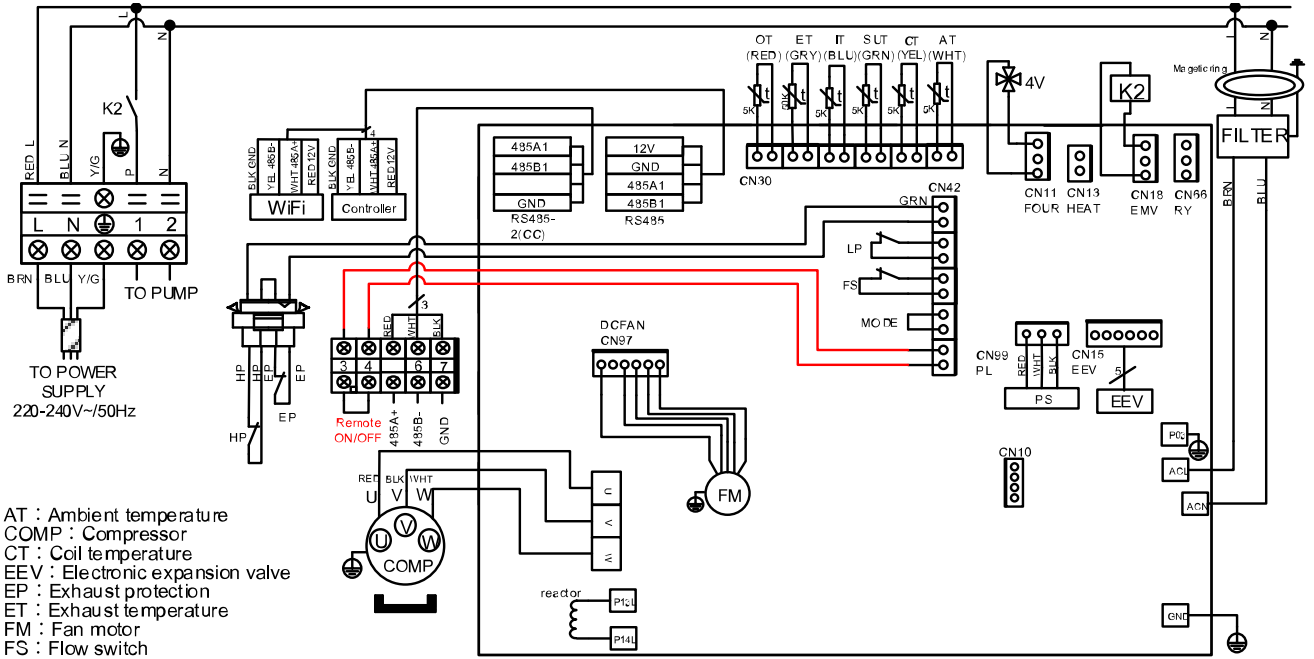 L
N
OT ET IT SUT CT AT
(RED) (GRY) (BLU) (GRN) (YEL) (WHT)
4V
K2
Magetic ring
L N
K2
5K t 50K t 5K t 5K t 5K t 5K t
L N
FILTER
RED L
BLU N
Y/G
P
N
4
BLK GND
YEL 485B-
WHT 485A+
RED 12V
BLK GND
YEL 485B-
WHT 485A+
RED 12V
WiFi
Controller
485A1
485B1
GND
RS485-
2(CC)
12V
GND
485A1
485B1
RS485
CN30
CN11
FOUR
CN13
HEAT
CN18
EMV
CN66
RY
BRN
BLU
L N 1 2
BRN BLU Y/G
TO PUMP
TO POWER
SUPPLY
220-240V~/50Hz
CN42
GRN
LP
FS
MODE
3
RED
WHT
BLK
3 4 6 7
Remote
ON/OFF
485A+
485B-
GND
HP
HP
EP
EP
EP
HP
DCFAN
CN97
FM
CN99
PL
RED
WHT
BLK
PS
CN15
EEV
5
EEV
CN10
ACL
ACN
GND
RED BLK WHT
U V W
U V W
COMP
U
V
W
reactor
P13L
P14L
AT：Ambient temperature
COMP：Compressor
CT：Coil temperature
EEV：Electronic expansion valve
EP：Exhaust protection
ET：Exhaust temperature
FM：Fan motor
FS：Flow switch